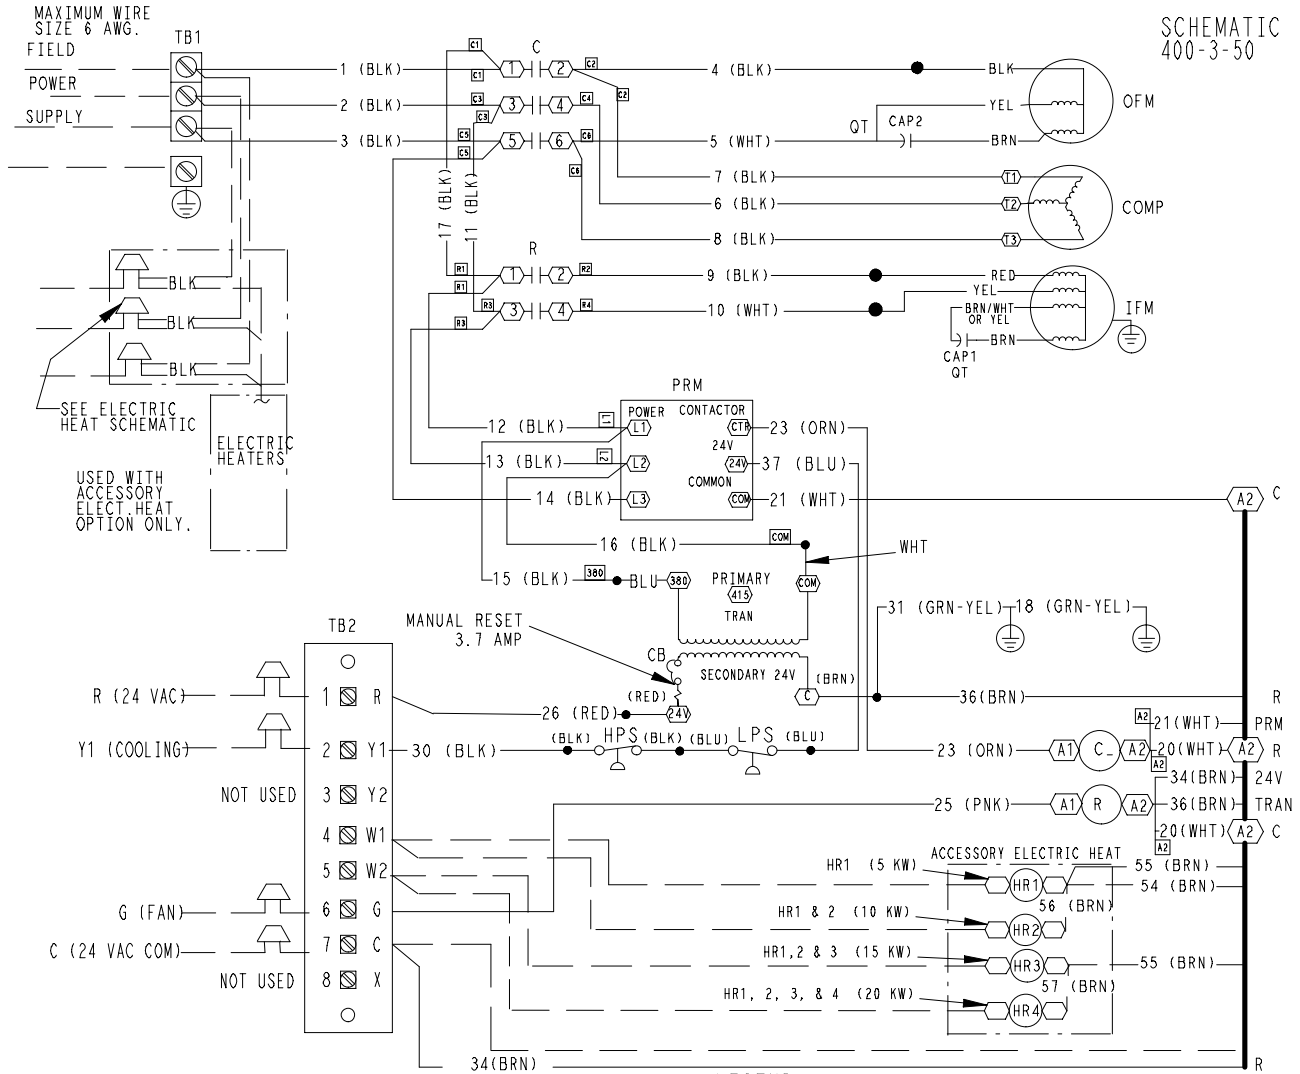 MAXIMUM WIRE
SIZE 6 AWG.
FIELD
POWER
SUPPLY
TB1
SCHEMATIC
400-3-50
1 (BLK)
2 (BLK)
3 (BLK)
C1
C1
C3
C3
C5
C5
C
1
2
3
4
5
6
C2
C2
C4
C6
C6
4 (BLK)
BLK
YEL
QT
CAP2
5 (WHT)
BRN
OFM
7 (BLK)
T1
6 (BLK)
T2
8 (BLK)
T3
COMP
17 (BLK)
11 (BLK)
R
R1
R1
R3
R3
1
2
3
4
R2
R4
9 (BLK)
RED
YEL
10 (WHT)
BRN/WHT
OR YEL
BRN
CAP1
QT
IFM
BLK
BLK
BLK
SEE ELECTRIC
HEAT SCHEMATIC
ELECTRIC
HEATERS
USED WITH
ACCESSORY
ELECT.HEAT
OPTION ONLY.
PRM
POWER
CONTACTOR
12 (BLK)
L1
L1
CTR
24V
23 (ORN)
13 (BLK)
L2
L2
24V
37 (BLU)
COMMON
14 (BLK)
L3
COM
21 (WHT)
A2
C
16 (BLK)
COM
WHT
15 (BLK)
380
BLU
380
PRIMARY
415
TRAN
COM
MANUAL RESET
3.7 AMP
CB
SECONDARY 24V
(RED)
24V
C
(BRN)
31 (GRN-YEL)
18 (GRN-YEL)
36(BRN)
R
TB2
R (24 VAC)
1
R
26 (RED)
Y1 (COOLING)
2
Y1
30 (BLK)
(BLK)
HPS
(BLK)
(BLU)
LPS
(BLU)
23 (ORN)
A1
C_
A2
A2
A2
21(WHT)
PRM
20(WHT)
A2
R
34(BRN)
24V
NOT USED
3
Y2
25 (PNK)
A1
R
A2
A2
36(BRN)
TRAN
20(WHT)
A2
C
4
W1
5
W2
G (FAN)
6
G
C (24 VAC COM)
7
C
NOT USED
8
X
ACCESSORY ELECTRIC HEAT
HR1 (5 KW)
HR1
55 (BRN)
54 (BRN)
56 (BRN)
HR1 & 2 (10 KW)
HR2
HR1,2 & 3 (15 KW)
HR3
55 (BRN)
57 (BRN)
HR1, 2, 3, & 4 (20 KW)
HR4
34(BRN)
R